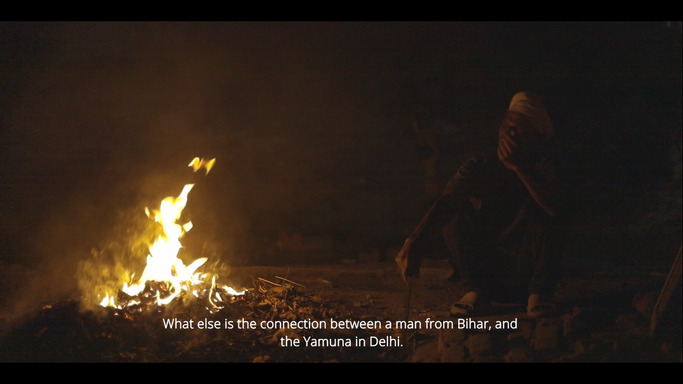 What else is the connection between a man from Bihar, and
the Yamuna in Delhi.